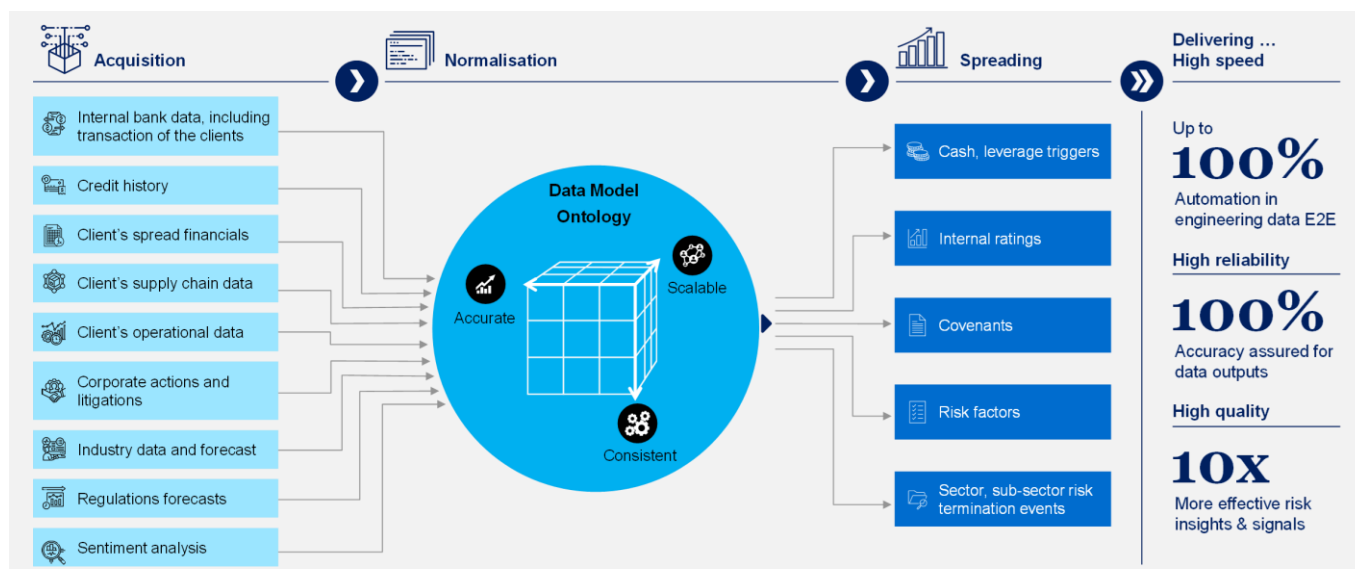 Acquisition
Normalisation
Spreading
Delivering ...
High speed
Internal bank data, including
transaction of the clients
Credit history
Client's spread financials
Client's supply chain data
Client's operational data
Corporate actions and
litigations
Industry data and forecast
Regulations forecasts
Sentiment analysis
Data Model
Ontology
Accurate
Scalable
Consistent
Cash, leverage triggers
Internal ratings
Covenants
Risk factors
Sector, sub-sector risk
termination events
Up to
100%
Automation in
engineering data E2E
High reliability
100%
Accuracy assured for
data outputs
High quality
10x
More effective risk
insights & signals